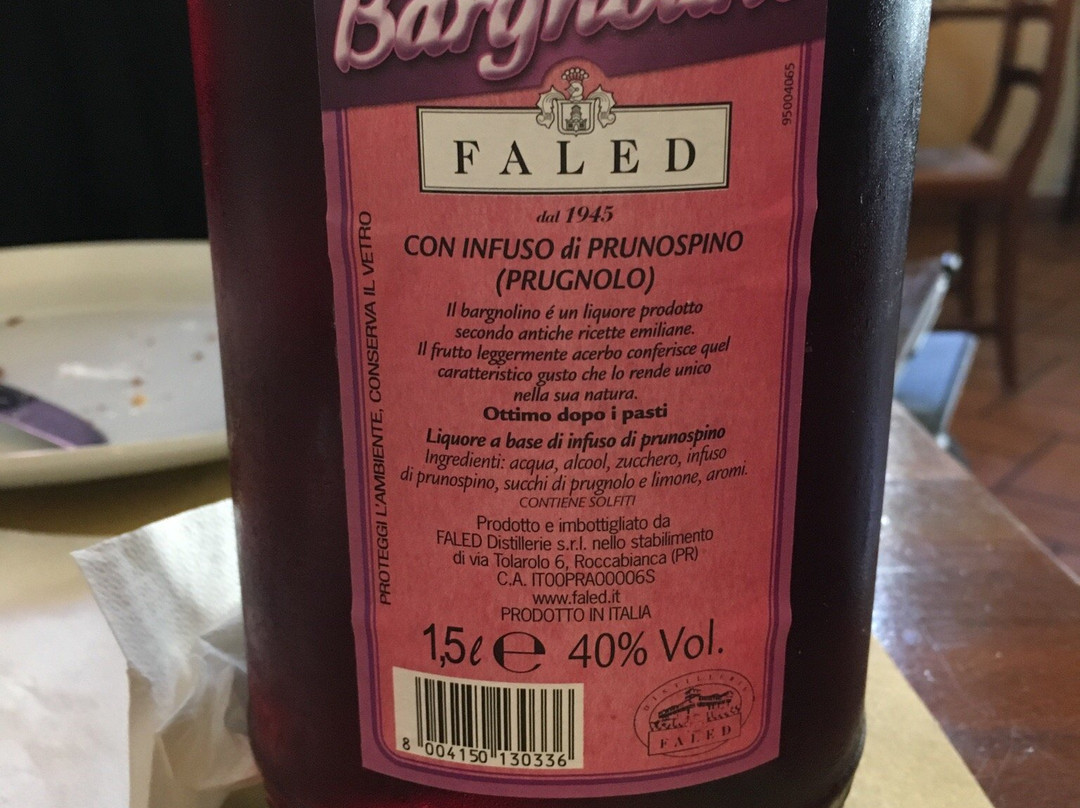 Bargnolino
FALED
dal 1945
CON INFUSO di PRUNOSPINO
(PRUGNOLO)
Il bargnolino é un liquore prodotto
secondo antiche ricette emiliane.
Il frutto leggermente acerbo conferisce quel
caratteristico gusto che lo rende unico
nella sua natura.
Ottimo dopo i pasti
Liquore a base di infuso di prunospino
Ingredienti: acqua, alcool, zucchero, infuso
di prunospino, succhi di prugnolo e limone, aromi.
CONTIENE SOLFITI
Prodotto e imbottigliato da
FALED Distillerie s.r.l. nello stabilimento
di via Tolarolo 6, Roccabianca (PR)
C.A. IT00PRA00006S
www.faled.it
PRODOTTO IN ITALIA
1,5ℓ ℮ 40% Vol.
8 004150 130336
DISTILLERIE
FALED
PROTEGGI L'AMBIENTE, CONSERVA IL VETRO
95004065